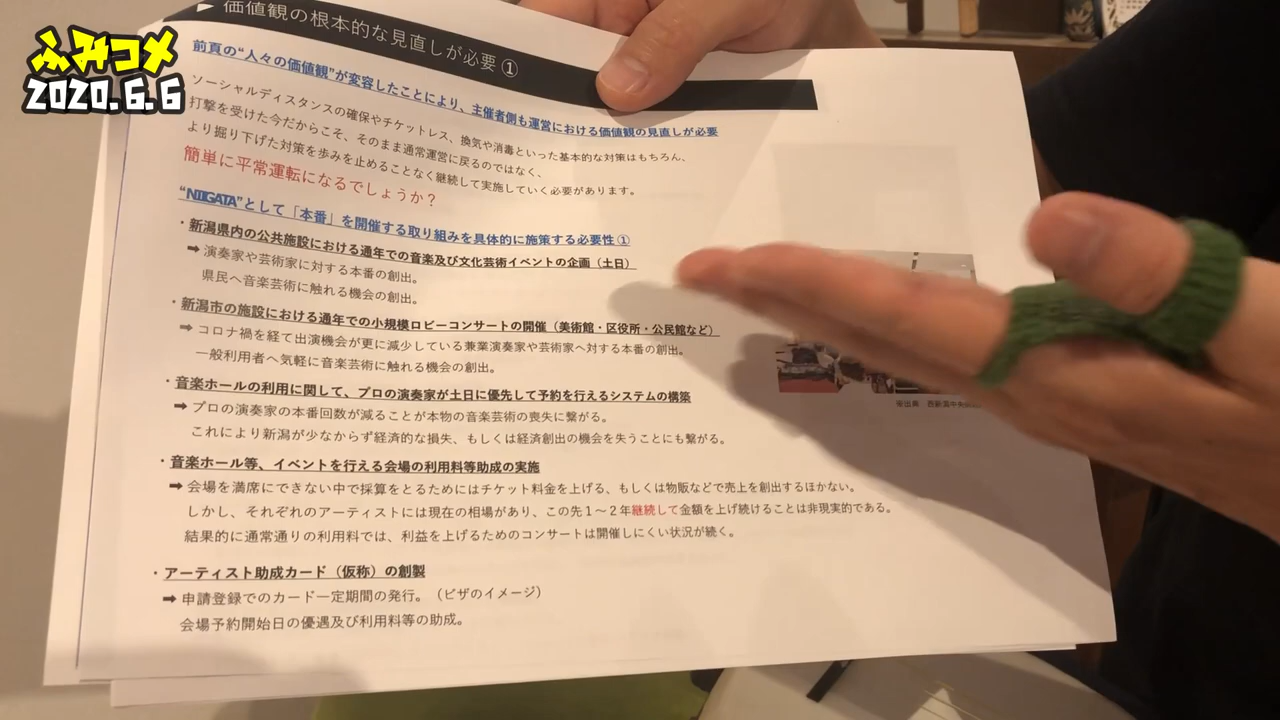 ふみコメ
2020.6.6
▶ 価値観の根本的な見直しが必要①
前頁の“人々の価値観”が変容したことにより、主催者側も運営における価値観の見直しが必要
ソーシャルディスタンスの確保やチケットレス、換気や消毒といった基本的な対策はもちろん、
打撃を受けた今だからこそ、そのまま通常運営に戻るのではなく、
より掘り下げた対策を歩みを止めることなく継続して実施していく必要があります。
簡単に平常運転になるでしょうか？
“NIIGATA”として「本番」を開催する取り組みを具体的に施策する必要性①
・新潟県内の公共施設における通年での音楽及び文化芸術イベントの企画（土日）
➡ 演奏家や芸術家に対する本番の創出。
県民へ音楽芸術に触れる機会の創出。
・新潟市の施設における通年での小規模ロビーコンサートの開催（美術館・区役所・公民館など）
➡ コロナ禍を経て出演機会が更に減少している兼業演奏家や芸術家へ対する本番の創出。
一般利用者へ気軽に音楽芸術に触れる機会の創出。
・音楽ホールの利用に関して、プロの演奏家が土日に優先して予約を行えるシステムの構築
➡ プロの演奏家の本番回数が減ることが本物の音楽芸術の喪失に繋がる。
これにより新潟が少なからず経済的な損失、もしくは経済創出の機会を失うことにも繋がる。
・音楽ホール等、イベントを行える会場の利用料等助成の実施
➡ 会場を満席にできない中で採算をとるためにはチケット料金を上げる、もしくは物販などで売上を創出するほかない。
しかし、それぞれのアーティストには現在の相場があり、この先１～２年継続して金額を上げ続けることは非現実的である。
結果的に通常通りの利用料では、利益を上げるためのコンサートは開催しにくい状況が続く。
・アーティスト助成カード（仮称）の創製
➡ 申請登録でのカード一定期間の発行。（ビザのイメージ）
会場予約開始日の優遇及び利用料等の助成。